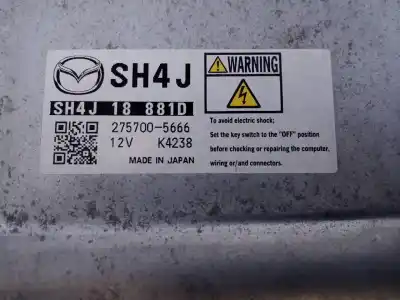 SH4J
SH4J 18 881D
275700-5666
12V K4238
MADE IN JAPAN
WARNING
To avoid electric shock;
Set the key switch to the "OFF" position
before checking or repairing the computer,
wiring or/and connectors.